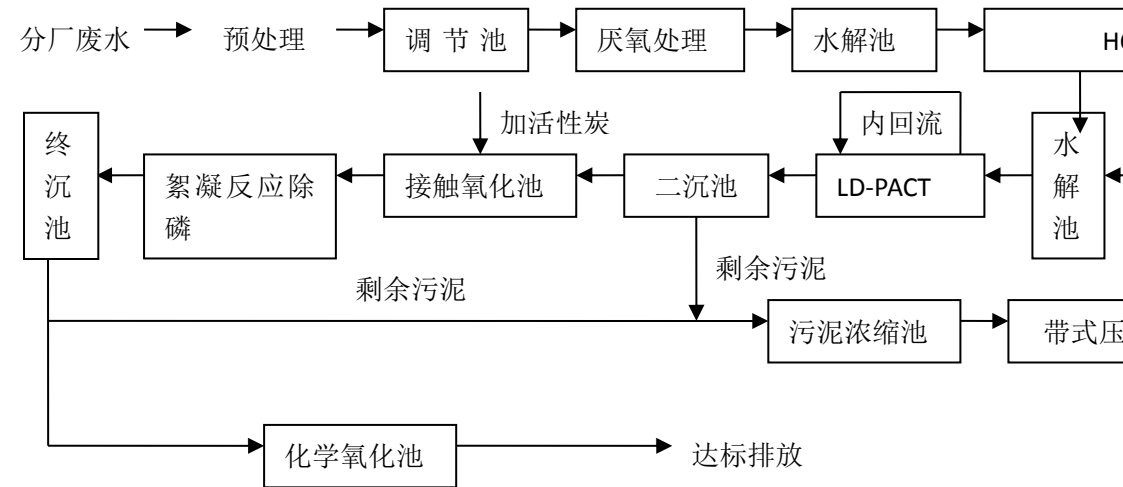 分厂废水
预处理
调 节 池
厌氧处理
水解池
加活性炭
内回流
终沉池
絮凝反应除磷
接触氧化池
二沉池
LD-PACT
水解池
剩余污泥
剩余污泥
污泥浓缩池
带式压
化学氧化池
达标排放